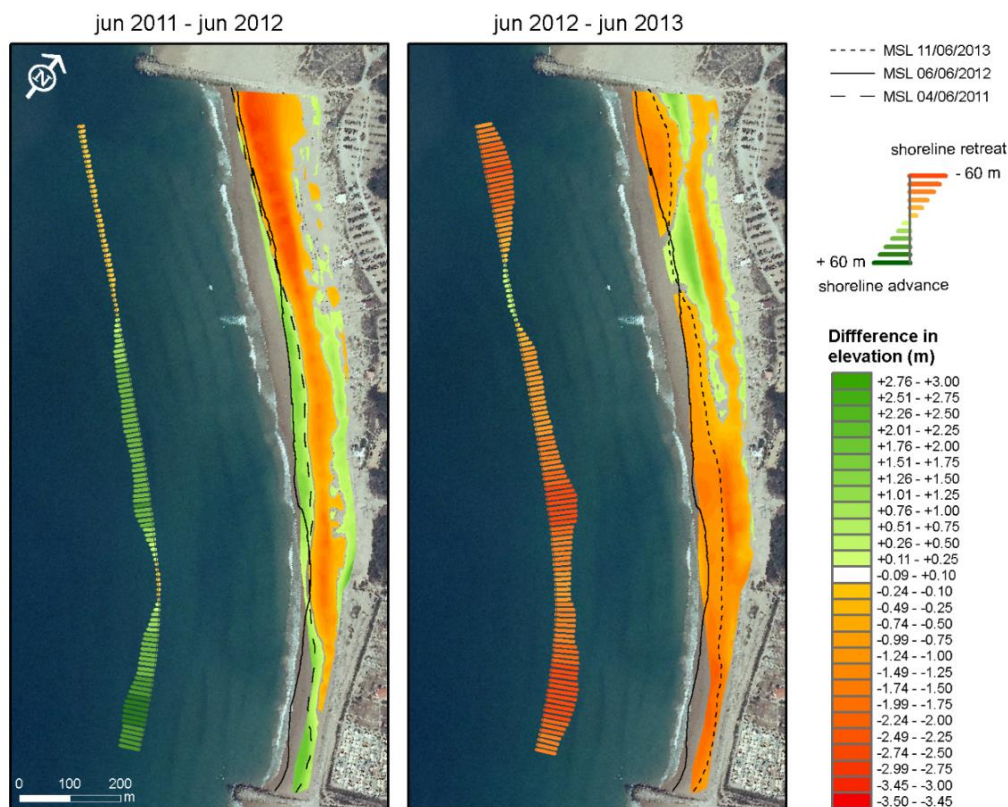 jun 2011 - jun 2012
jun 2012 - jun 2013
N
MSL 11/06/2013
MSL 06/06/2012
MSL 04/06/2011
shoreline retreat
- 60 m
+ 60 m
shoreline advance
Diffference in
elevation (m)
+2.76 - +3.00
+2.51 - +2.75
+2.26 - +2.50
+2.01 - +2.25
+1.76 - +2.00
+1.51 - +1.75
+1.26 - +1.50
+1.01 - +1.25
+0.76 - +1.00
+0.51 - +0.75
+0.26 - +0.50
+0.11 - +0.25
-0.09 - +0.10
-0.24 - -0.10
-0.49 - -0.25
-0.74 - -0.50
-0.99 - -0.75
-1.24 - -1.00
-1.49 - -1.25
-1.74 - -1.50
-1.99 - -1.75
-2.24 - -2.00
-2.49 - -2.25
-2.74 - -2.50
-2.99 - -2.75
-3.45 - -3.00
-3.50 - -3.45
0 100 200
m